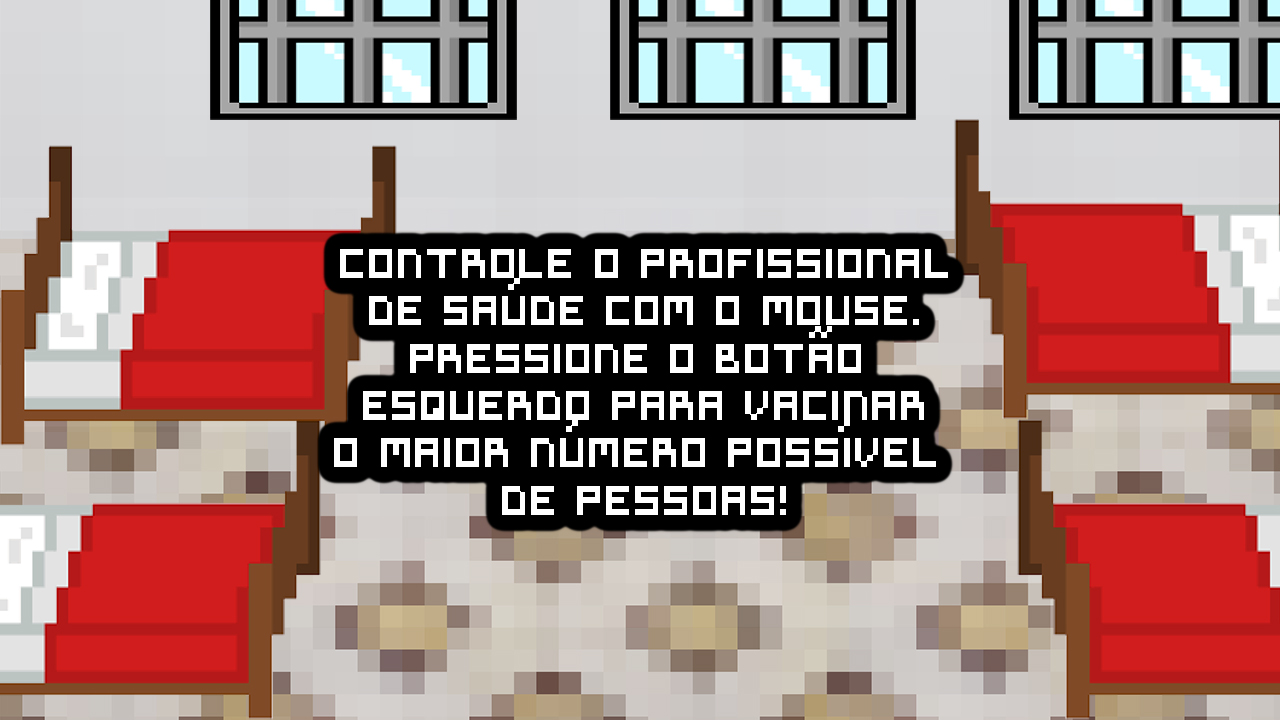 CONTROLE O PROFISSIONAL
DE SAÚDE COM O MOUSE.
PRESSIONE O BOTÃO
ESQUERDO PARA VACINAR
O MAIOR NÚMERO POSSÍVEL
DE PESSOAS!